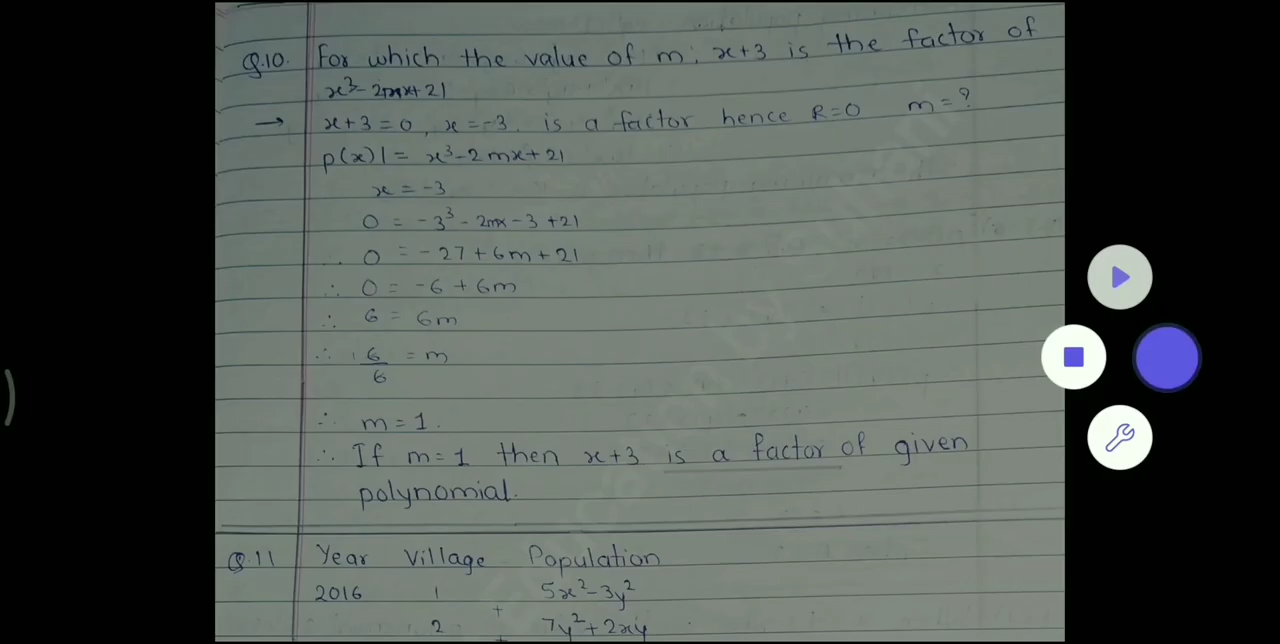 Q.10. For which the value of m, x+3 is the factor of
x³-2mx+21
→ x+3=0, x=-3. is a factor hence R=0 m=?
p(x)|= x³-2mx+21
x = -3
0 = -3³-2mx-3+21
∴ 0 = -27+6m+21
∴ 0 = -6+6m
∴ 6 = 6m
∴ 6/6 = m
∴ m=1.
∴ If m=1 then x+3 is a factor of given
polynomial.
Q.11 Year Village Population
2016 1 5x²-3y²
+
2 7y²+2xy